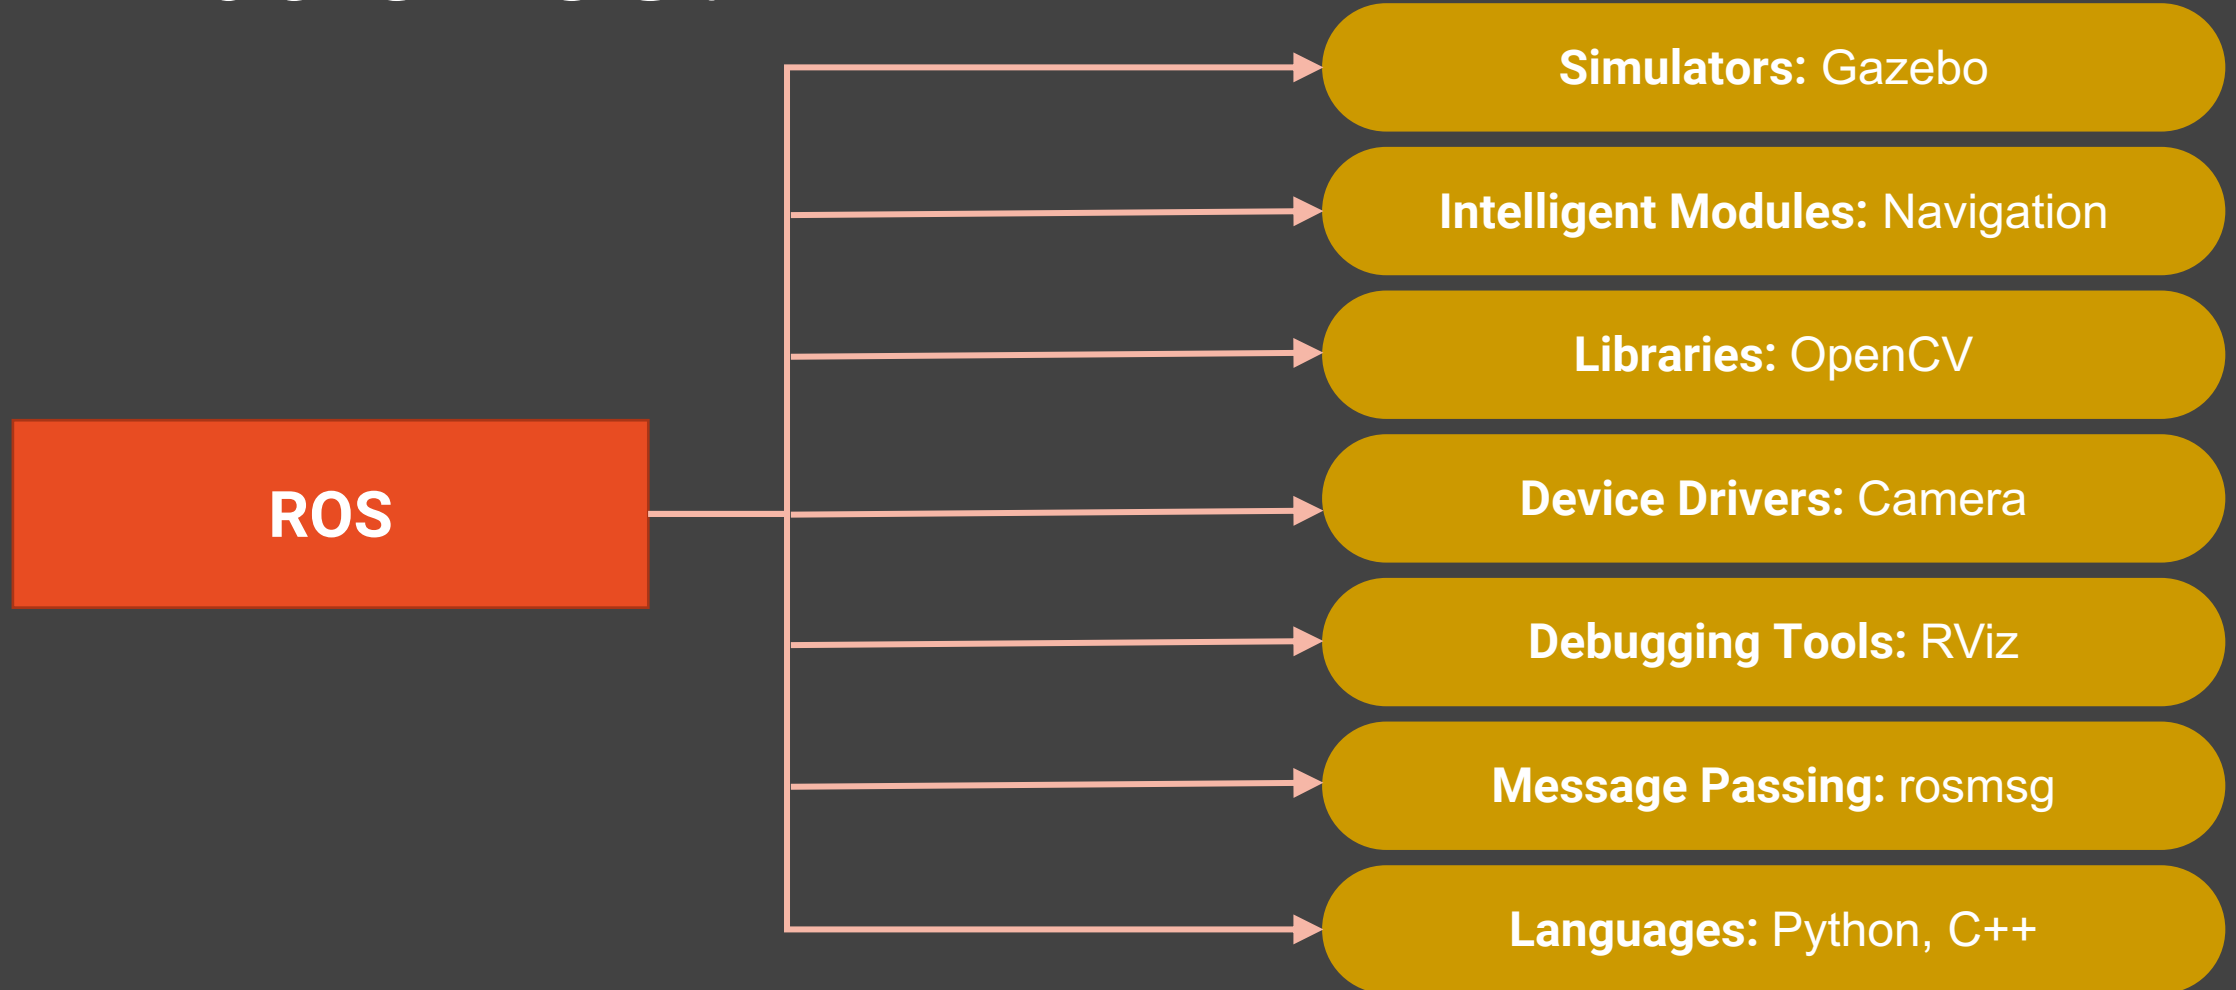 Simulators: Gazebo
Intelligent Modules: Navigation
Libraries: OpenCV
ROS
Device Drivers: Camera
Debugging Tools: RViz
Message Passing: rosmsg
Languages: Python, C++